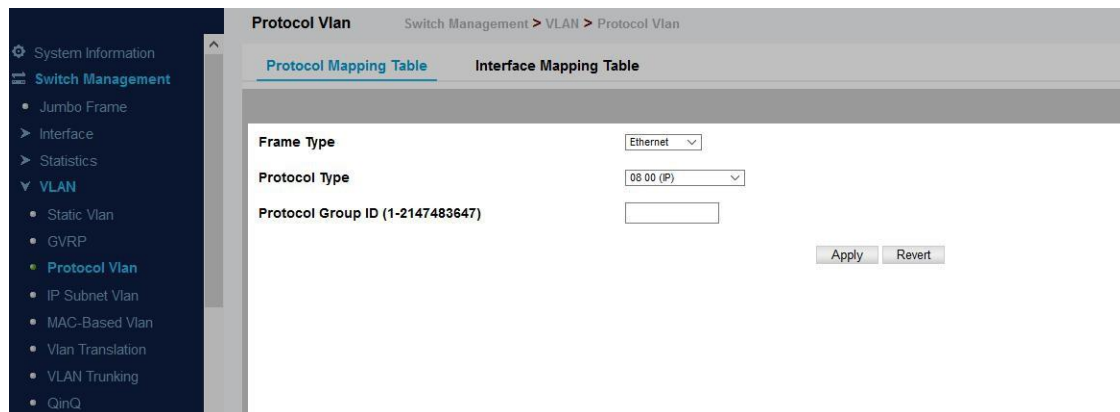 Protocol Vlan
Switch Management > VLAN > Protocol Vlan
System Information
Switch Management
Jumbo Frame
Interface
Statistics
VLAN
Static Vlan
GVRP
Protocol Vlan
IP Subnet Vlan
MAC-Based Vlan
Vlan Translation
VLAN Trunking
QinQ
Protocol Mapping Table
Interface Mapping Table
Frame Type
Ethernet
Protocol Type
08 00 (IP)
Protocol Group ID (1-2147483647)
Apply
Revert